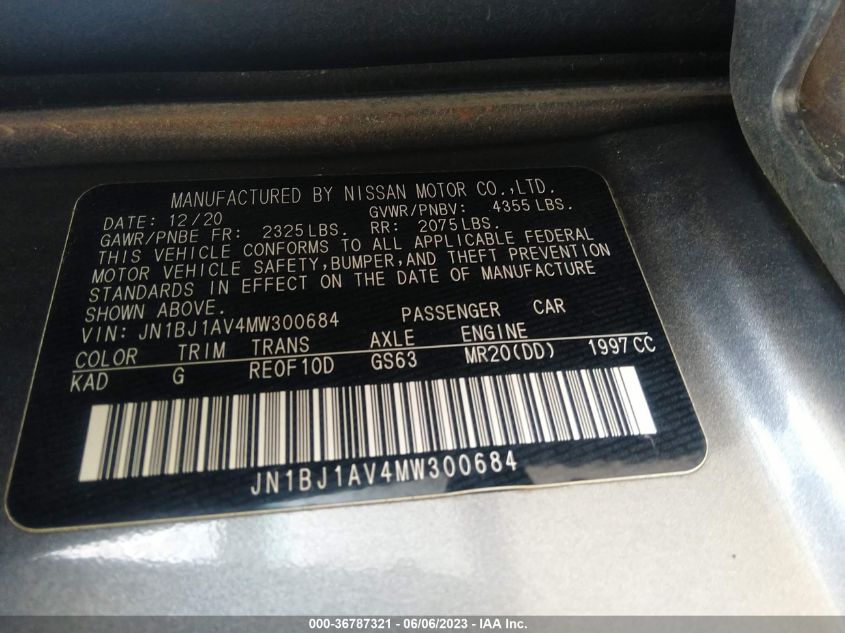 MANUFACTURED BY NISSAN MOTOR CO.,LTD.
DATE: 12/20 GVWR/PNBV: 4355 LBS.
GAWR/PNBE FR: 2325 LBS. RR: 2075 LBS.
THIS VEHICLE CONFORMS TO ALL APPLICABLE FEDERAL
MOTOR VEHICLE SAFETY,BUMPER,AND THEFT PREVENTION
STANDARDS IN EFFECT ON THE DATE OF MANUFACTURE
SHOWN ABOVE.
VIN: JN1BJ1AV4MW300684 PASSENGER CAR
COLOR TRIM TRANS AXLE ENGINE
KAD G RE0F10D GS63 MR20(DD) 1997 CC
JN1BJ1AV4MW300684
000-36787321 - 06/06/2023 - IAA Inc.